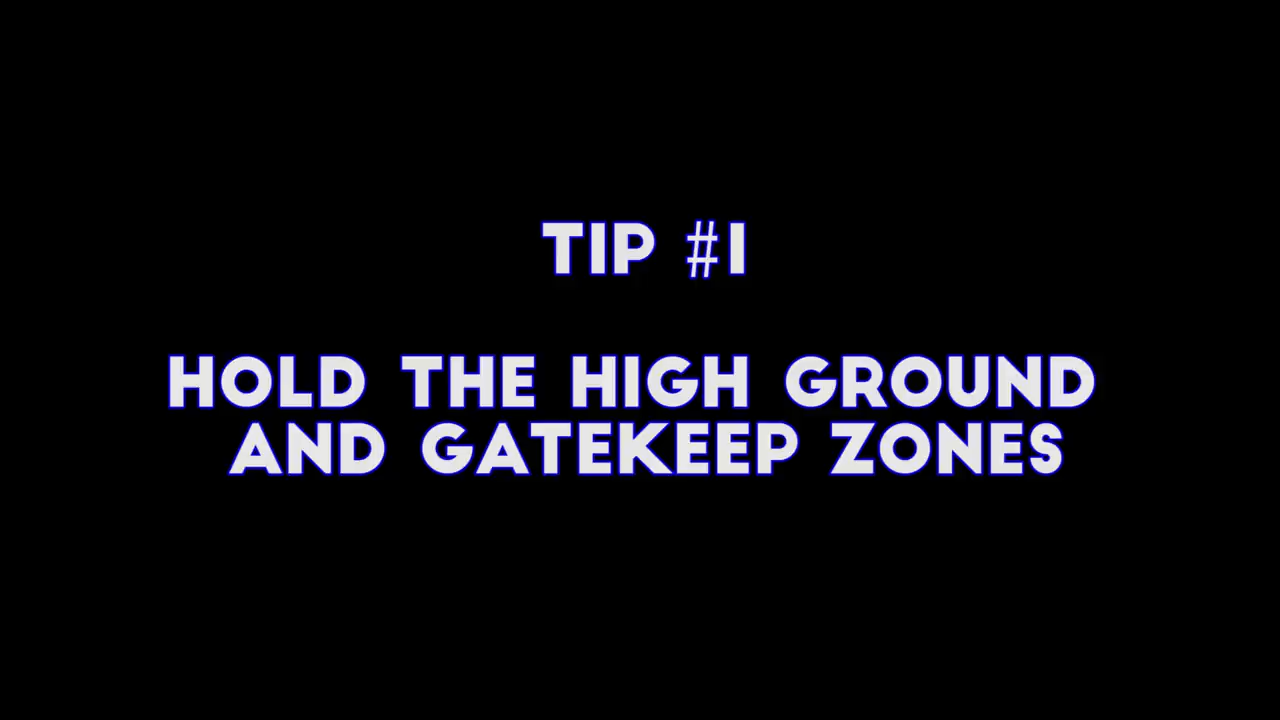 TIP #1
HOLD THE HIGH GROUND
AND GATEKEEP ZONES